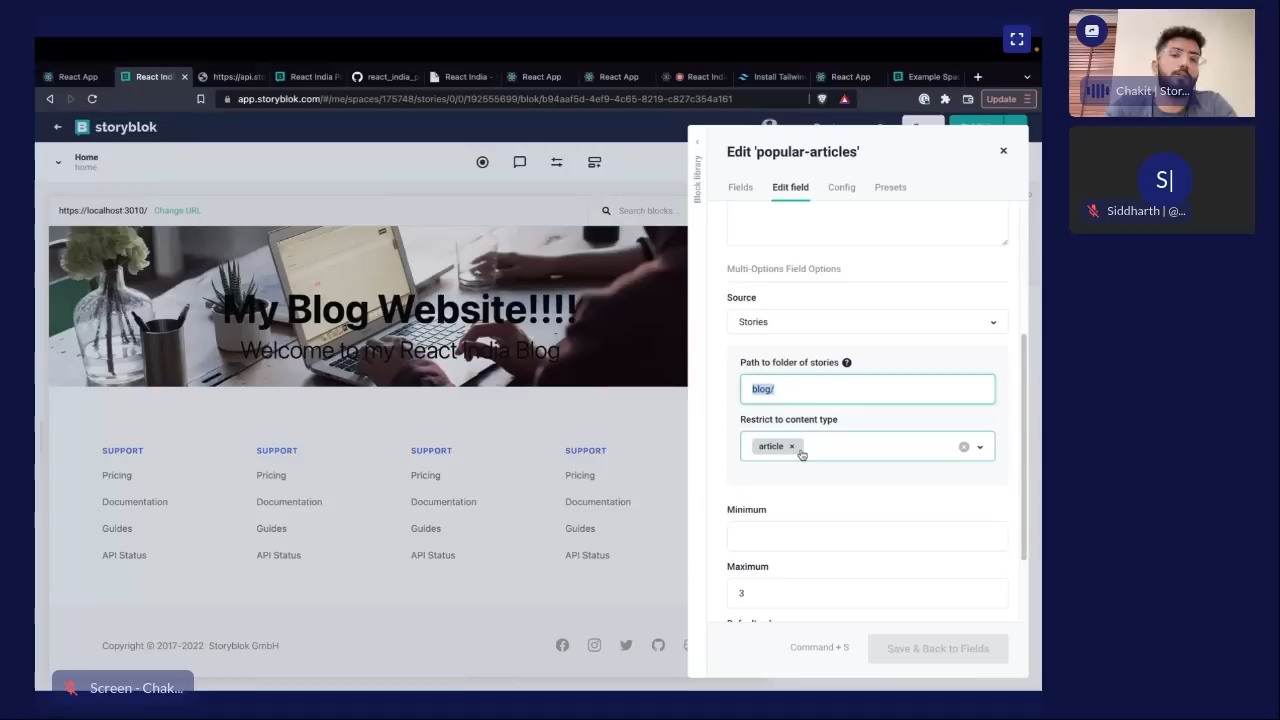 React App
React Ind
https://api.sto
React India P
react_india_p
React India -
React App
React App
React Indi
Install Tailwin
React App
Example Spac
app.storyblok.com/#/me/spaces/175748/stories/0/0/192555699/blok/b94aaf5d-4ef9-4c65-8219-c827c354a161
Update
storyblok
Home
home
https://localhost:3010/ Change URL
Search blocks...
My Blog Website!!!!
Welcome to my React India Blog
SUPPORT SUPPORT SUPPORT SUPPORT
Pricing Pricing Pricing Pricing
Documentation Documentation Documentation Documentation
Guides Guides Guides Guides
API Status API Status API Status API Status
Copyright © 2017-2022 Storyblok GmbH
Screen - Chak...
Block library
Edit 'popular-articles'
Fields Edit field Config Presets
Multi-Options Field Options
Source
Stories
Path to folder of stories
blog/
Restrict to content type
article
Minimum
Maximum
3
Command + S
Save & Back to Fields
Chakit | Stor...
S|
Siddharth | @...